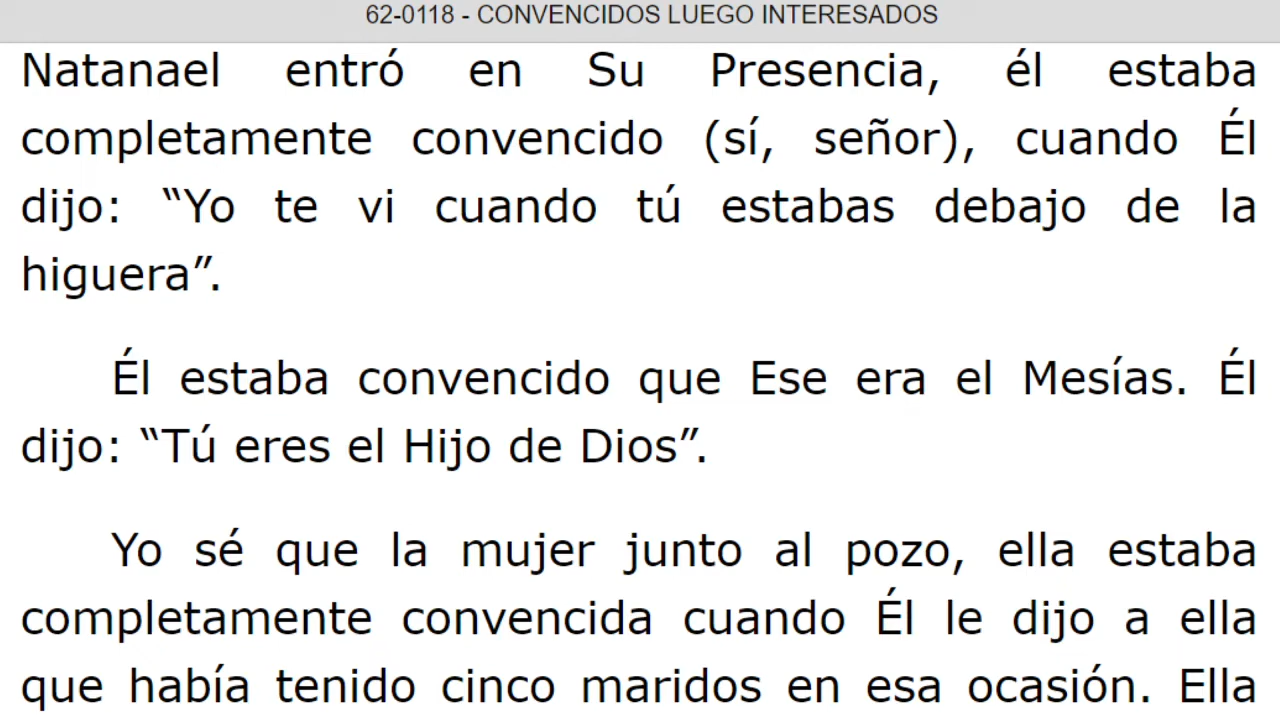 62-0118 - CONVENCIDOS LUEGO INTERESADOS
Natanael entró en Su Presencia, él estaba
completamente convencido (sí, señor), cuando Él
dijo: “Yo te vi cuando tú estabas debajo de la
higuera”.
Él estaba convencido que Ese era el Mesías. Él
dijo: “Tú eres el Hijo de Dios”.
Yo sé que la mujer junto al pozo, ella estaba
completamente convencida cuando Él le dijo a ella
que había tenido cinco maridos en esa ocasión. Ella